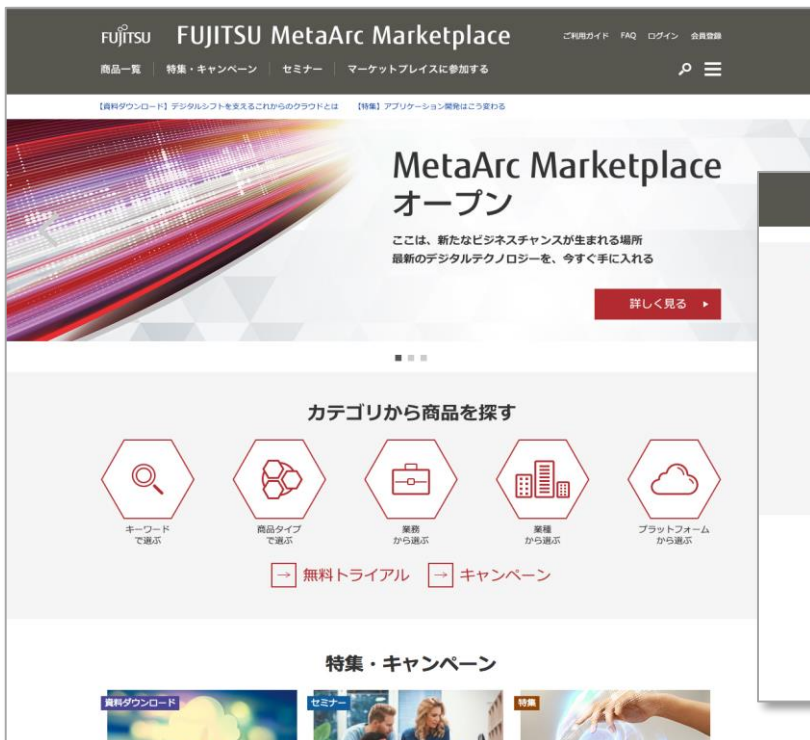 FUJITSU FUJITSU MetaArc Marketplace ご利用ガイド FAQ ログイン 会員登録
商品一覧 特集・キャンペーン セミナー マーケットプレイスに参加する
【資料ダウンロード】デジタルシフトを支えるこれからのクラウドとは 【特集】アプリケーション開発はこう変わる
MetaArc Marketplace
オープン
ここは、新たなビジネスチャンスが生まれる場所
最新のデジタルテクノロジーを、今すぐ手に入れる
詳しく見る
カテゴリから商品を探す
キーワード
で選ぶ
商品タイプ
で選ぶ
業務
から選ぶ
業種
から選ぶ
プラットフォーム
から選ぶ
→ 無料トライアル → キャンペーン
特集・キャンペーン
資料ダウンロード セミナー 特集